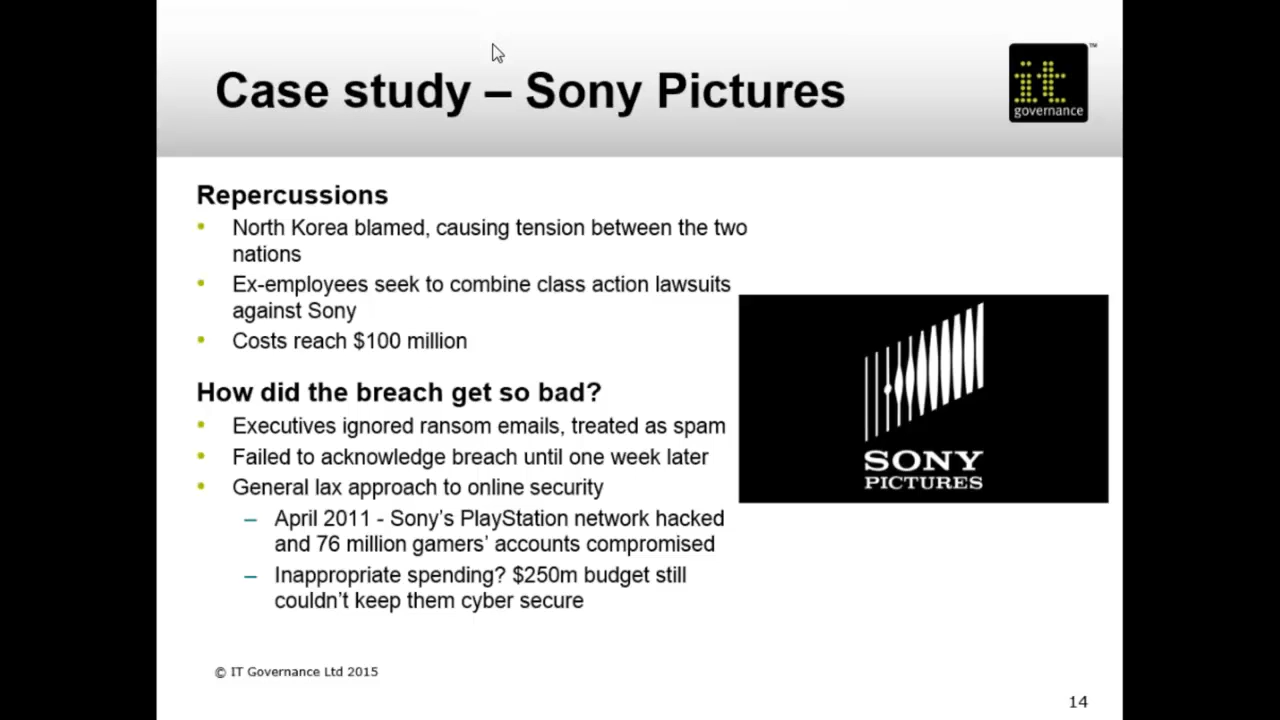 Case study – Sony Pictures
it
governance
™
Repercussions
• North Korea blamed, causing tension between the two
nations
• Ex-employees seek to combine class action lawsuits
against Sony
• Costs reach $100 million
How did the breach get so bad?
• Executives ignored ransom emails, treated as spam
• Failed to acknowledge breach until one week later
• General lax approach to online security
– April 2011 - Sony’s PlayStation network hacked
and 76 million gamers’ accounts compromised
– Inappropriate spending? $250m budget still
couldn’t keep them cyber secure
SONY
PICTURES
© IT Governance Ltd 2015
14